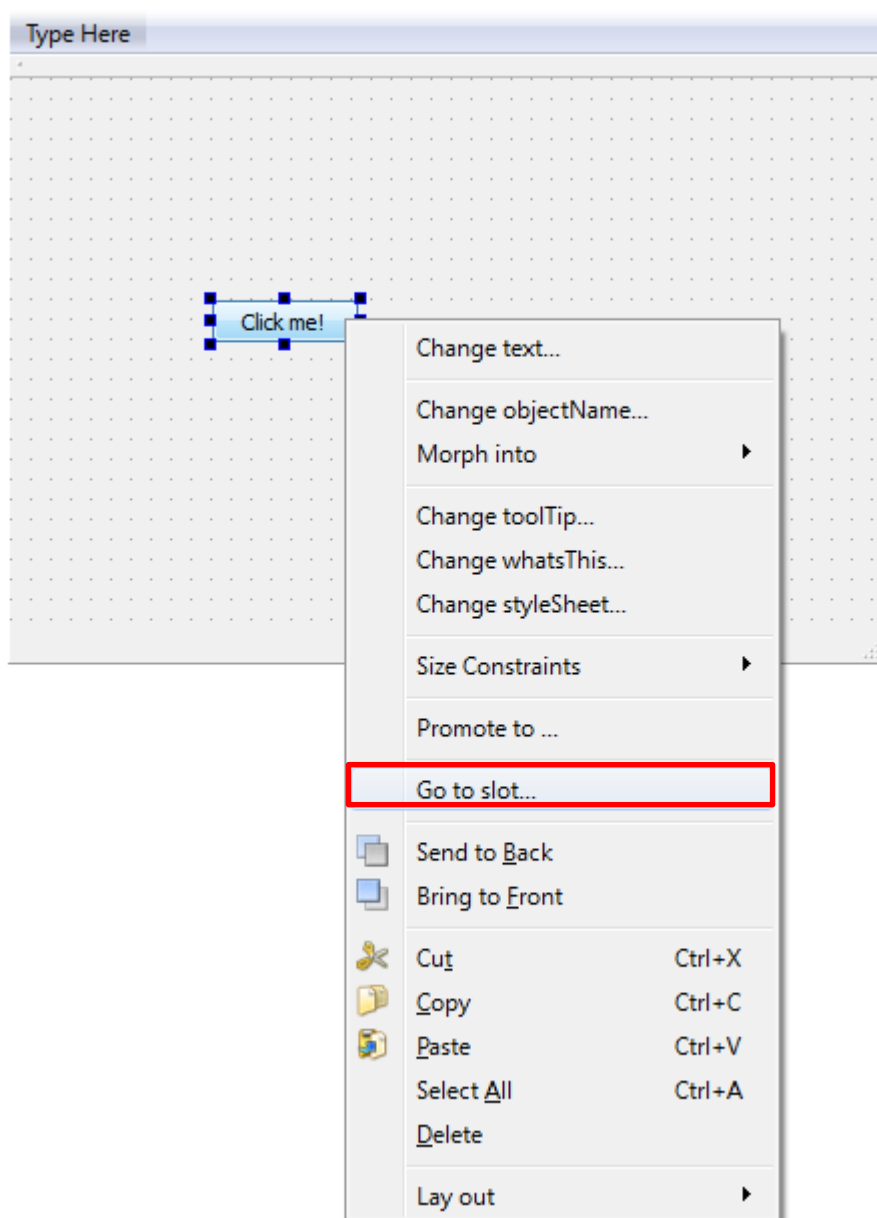 Type Here
Click me!
Change text...
Change objectName...
Morph into
Change toolTip...
Change whatsThis...
Change styleSheet...
Size Constraints
Promote to ...
Go to slot...
Send to Back
Bring to Front
Cut Ctrl+X
Copy Ctrl+C
Paste Ctrl+V
Select All Ctrl+A
Delete
Lay out